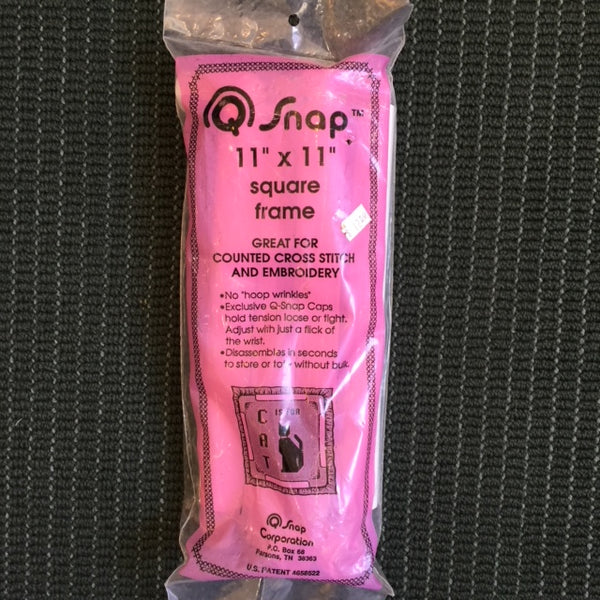 Q Snap™
11" x 11"
square
frame
GREAT FOR
COUNTED CROSS STITCH
AND EMBROIDERY
•No "hoop wrinkles"
•Exclusive Q-Snap Caps
hold tension loose or tight.
Adjust with just a flick of
the wrist.
•Disassembles in seconds
to store or tote without bulk.
C IS FOR
A
T
Q Snap
Corporation
P.O. Box 68
Parsons, TN 38363
U.S. PATENT 4658522